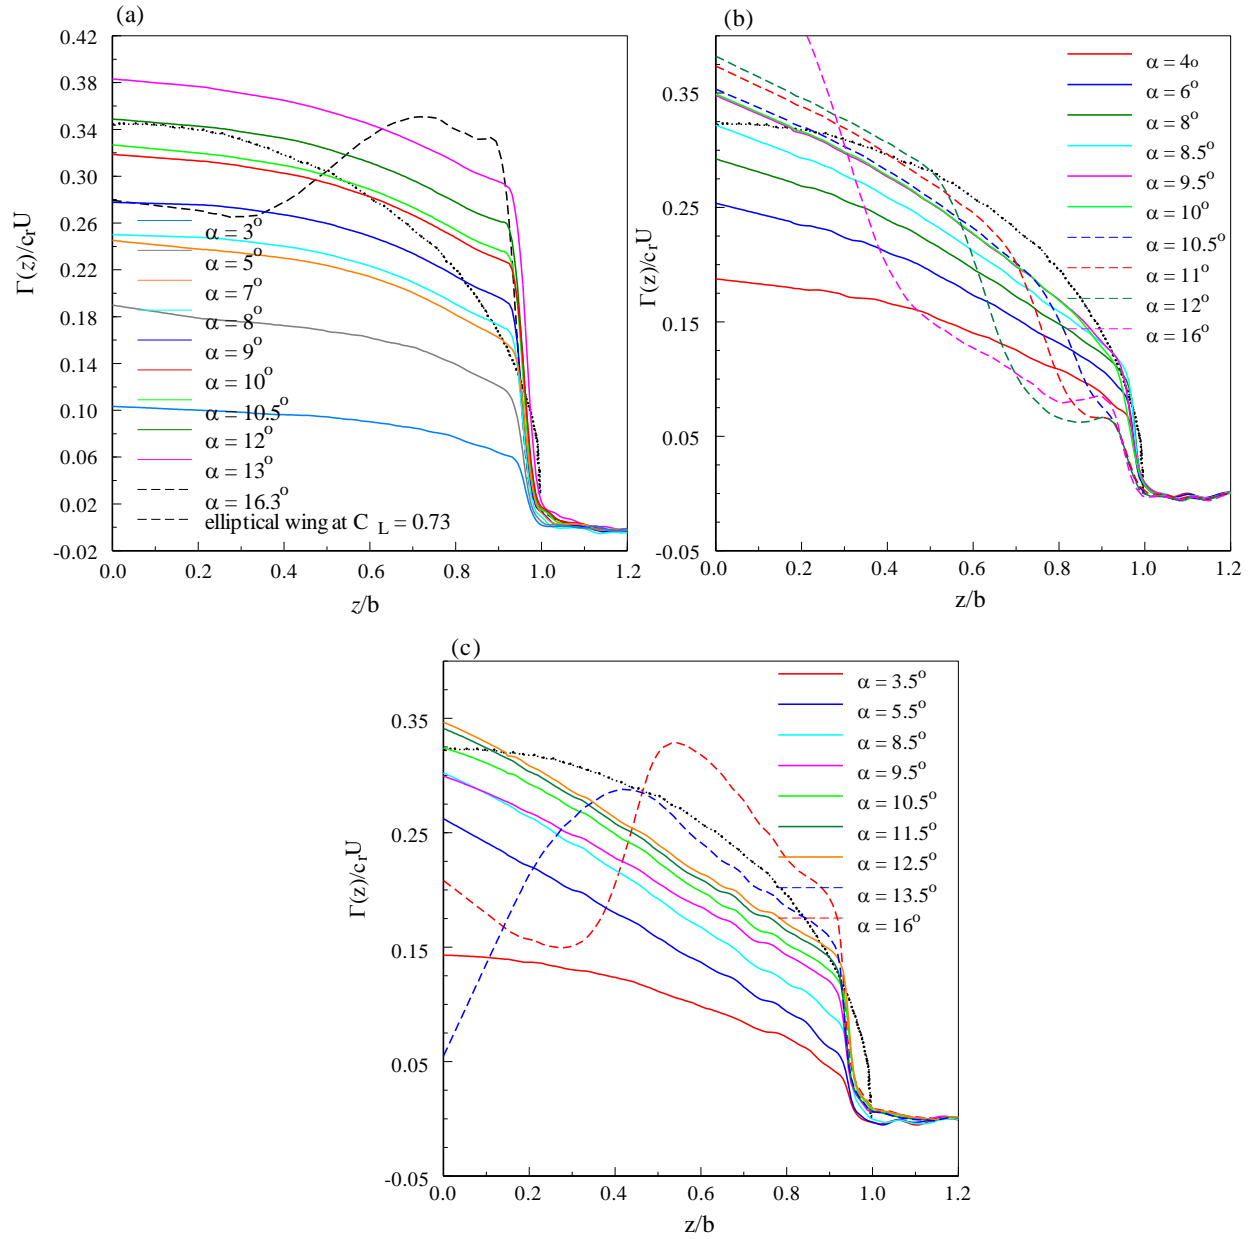 (a)
0.42
0.38
0.34
0.30
0.26
0.22
0.18
0.14
0.10
0.06
0.02
-0.02
Γ(z)/c_rU
0.0 0.2 0.4 0.6 0.8 1.0 1.2
z/b
α = 3°
α = 5°
α = 7°
α = 8°
α = 9°
α = 10°
α = 10.5°
α = 12°
α = 13°
α = 16.3°
elliptical wing at C_L = 0.73
(b)
0.35
0.25
0.15
0.05
-0.05
Γ(z)/c_rU
0.0 0.2 0.4 0.6 0.8 1.0 1.2
z/b
α = 4o
α = 6°
α = 8°
α = 8.5°
α = 9.5°
α = 10°
α = 10.5°
α = 11°
α = 12°
α = 16°
(c)
0.35
0.25
0.15
0.05
-0.05
Γ(z)/c_rU
0.0 0.2 0.4 0.6 0.8 1.0 1.2
z/b
α = 3.5°
α = 5.5°
α = 8.5°
α = 9.5°
α = 10.5°
α = 11.5°
α = 12.5°
α = 13.5°
α = 16°